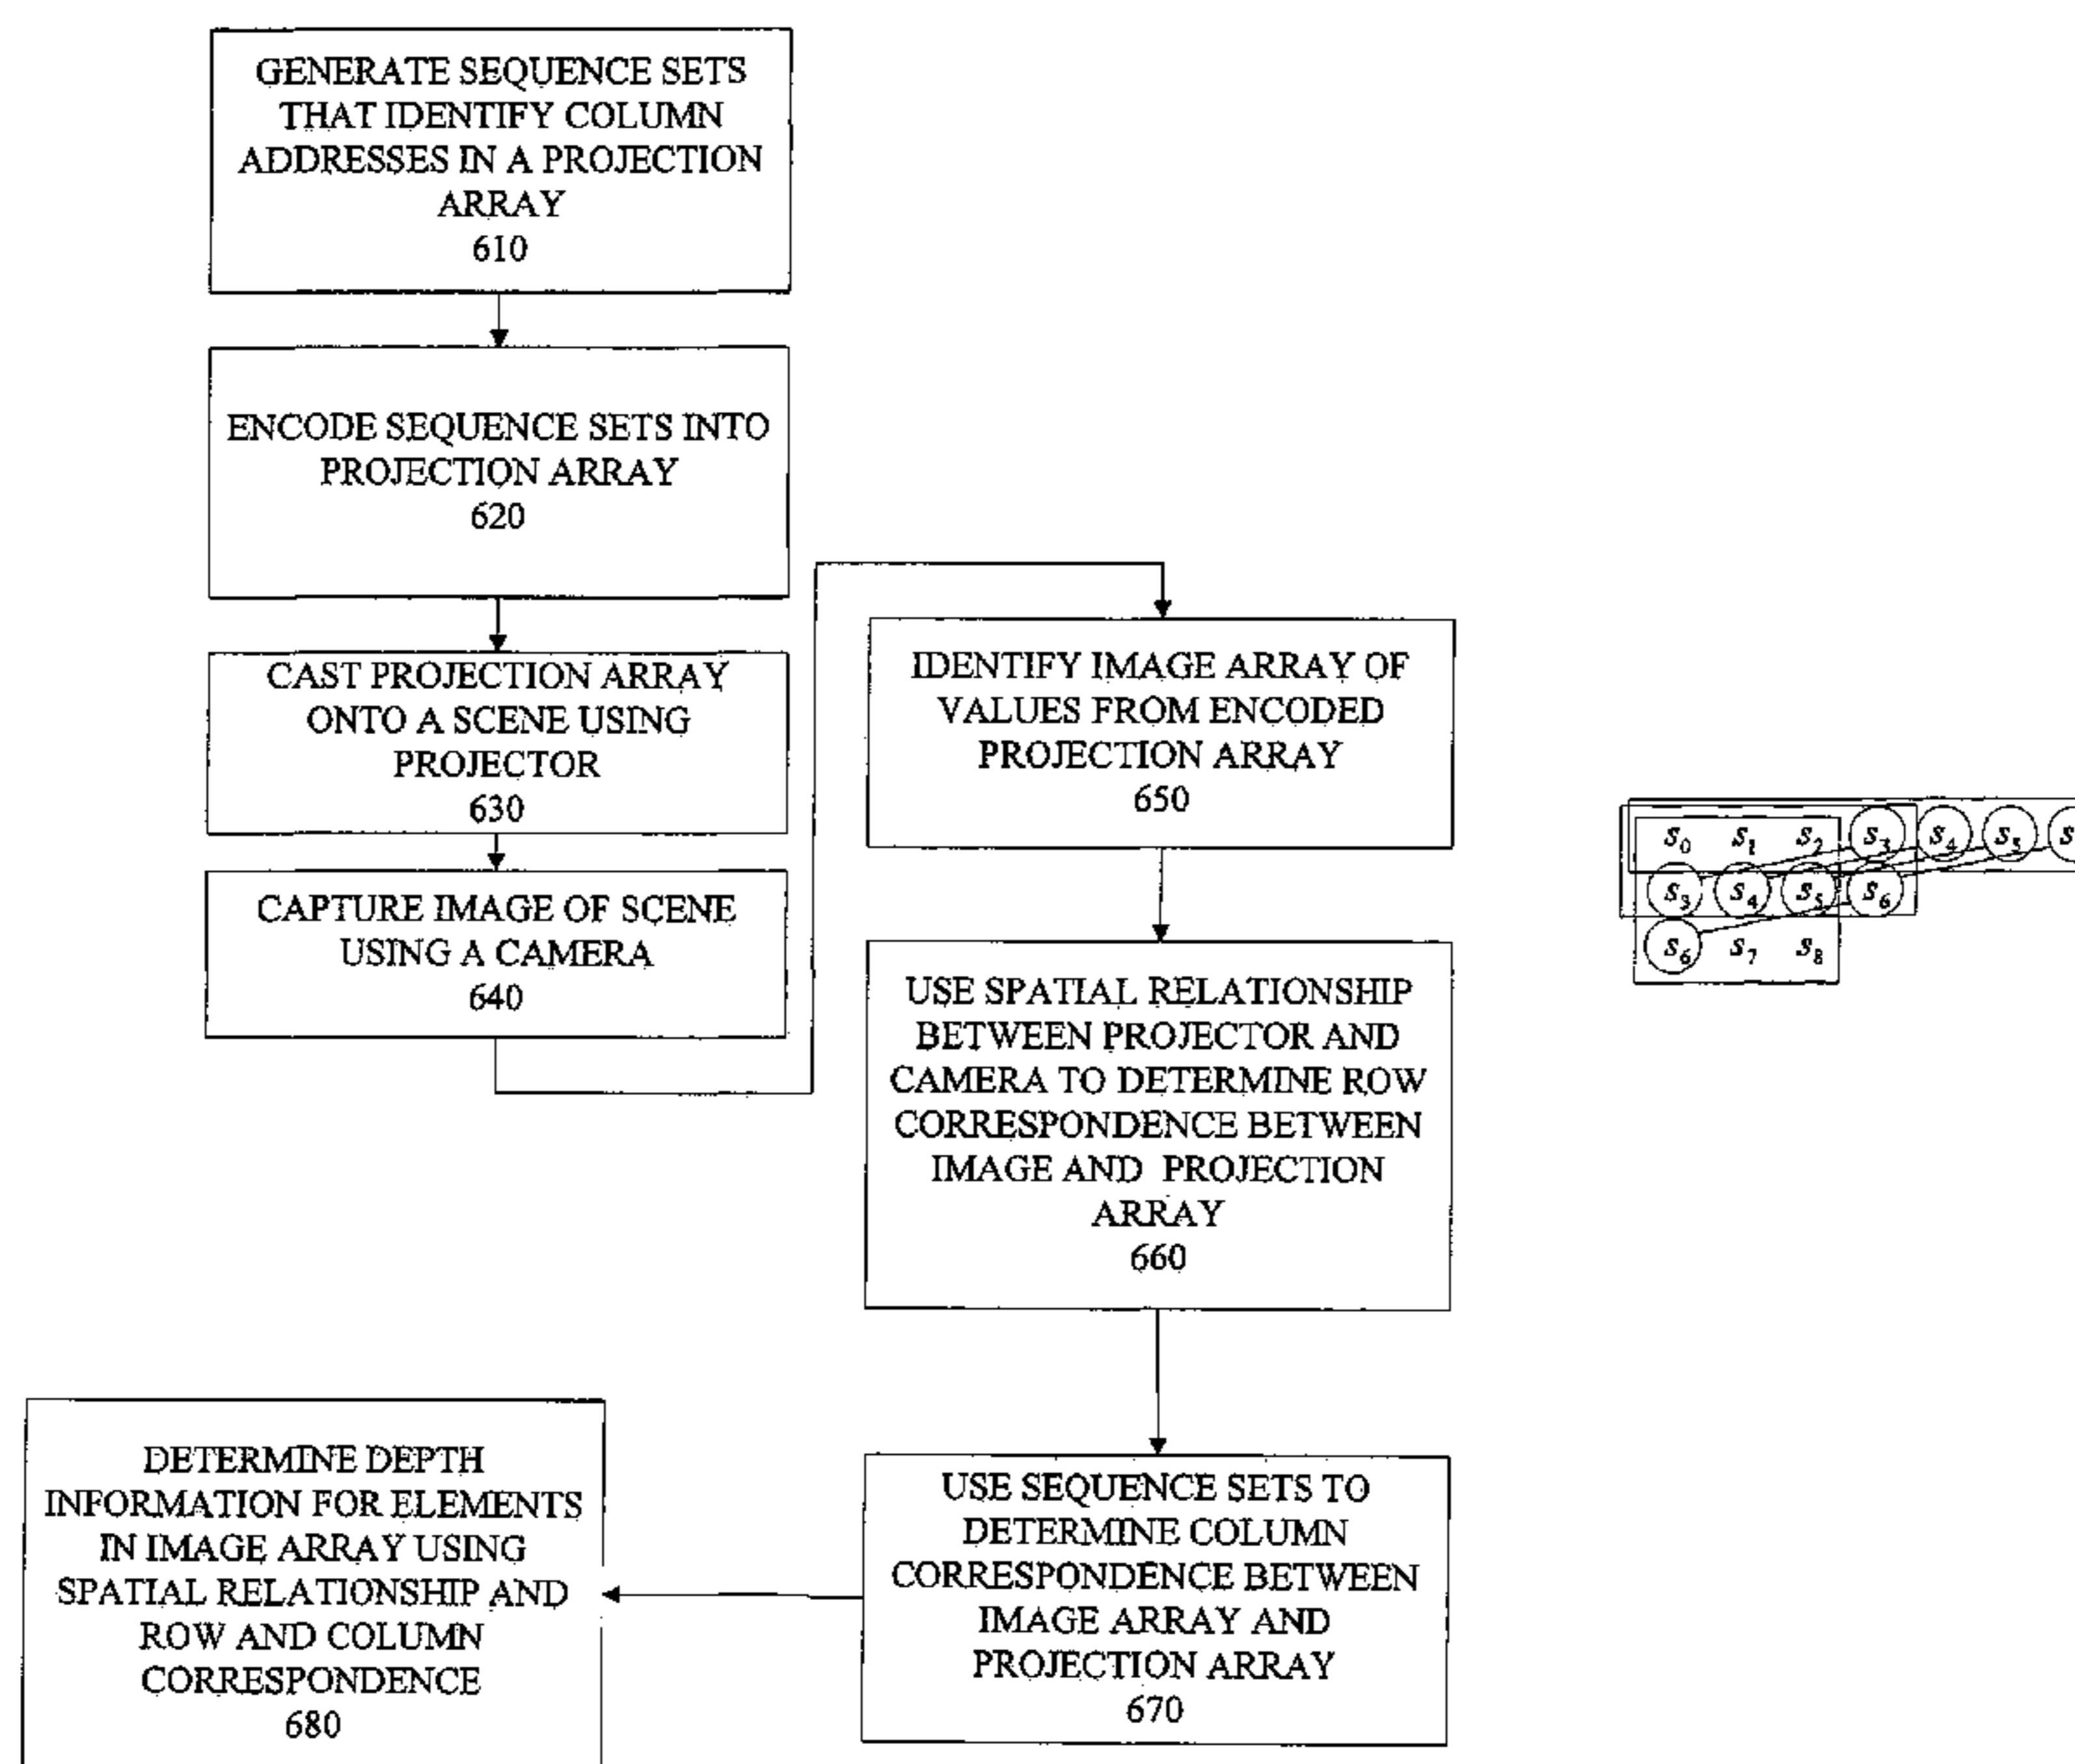 GENERATE SEQUENCE SETS
THAT IDENTIFY COLUMN
ADDRESSES IN A PROJECTION
ARRAY
610
ENCODE SEQUENCE SETS INTO
PROJECTION ARRAY
620
CAST PROJECTION ARRAY
ONTO A SCENE USING
PROJECTOR
630
CAPTURE IMAGE OF SCENE
USING A CAMERA
640
IDENTIFY IMAGE ARRAY OF
VALUES FROM ENCODED
PROJECTION ARRAY
650
USE SPATIAL RELATIONSHIP
BETWEEN PROJECTOR AND
CAMERA TO DETERMINE ROW
CORRESPONDENCE BETWEEN
IMAGE AND PROJECTION
ARRAY
660
USE SEQUENCE SETS TO
DETERMINE COLUMN
CORRESPONDENCE BETWEEN
IMAGE ARRAY AND
PROJECTION ARRAY
670
DETERMINE DEPTH
INFORMATION FOR ELEMENTS
IN IMAGE ARRAY USING
SPATIAL RELATIONSHIP AND
ROW AND COLUMN
CORRESPONDENCE
680
s₀ s₁ s₂ s₃ s₄ s₅ s
s₃ s₄ s₅ s₆
s₆ s₇ s₈